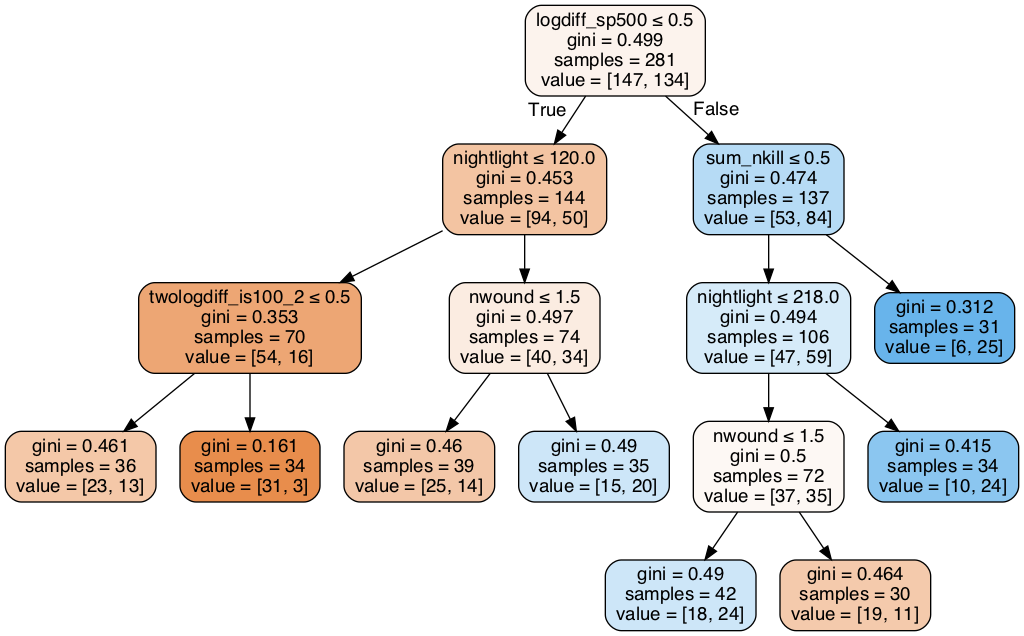 logdiff_sp500 ≤ 0.5
gini = 0.499
samples = 281
value = [147, 134]
True
False
nightlight ≤ 120.0
gini = 0.453
samples = 144
value = [94, 50]
sum_nkill ≤ 0.5
gini = 0.474
samples = 137
value = [53, 84]
twologdiff_is100_2 ≤ 0.5
gini = 0.353
samples = 70
value = [54, 16]
nwound ≤ 1.5
gini = 0.497
samples = 74
value = [40, 34]
nightlight ≤ 218.0
gini = 0.494
samples = 106
value = [47, 59]
gini = 0.312
samples = 31
value = [6, 25]
gini = 0.461
samples = 36
value = [23, 13]
gini = 0.161
samples = 34
value = [31, 3]
gini = 0.46
samples = 39
value = [25, 14]
gini = 0.49
samples = 35
value = [15, 20]
nwound ≤ 1.5
gini = 0.5
samples = 72
value = [37, 35]
gini = 0.415
samples = 34
value = [10, 24]
gini = 0.49
samples = 42
value = [18, 24]
gini = 0.464
samples = 30
value = [19, 11]